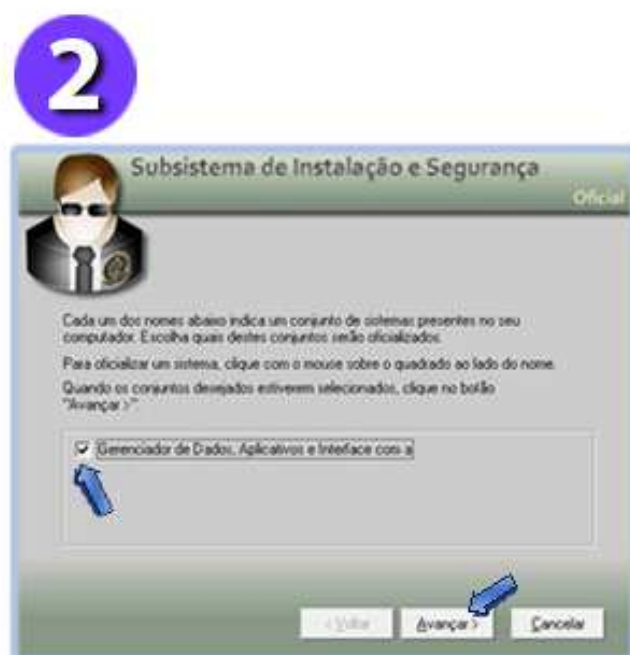 2
Subsistema de Instalação e Segurança
Oficial
Cada um dos nomes abaixo indica um conjunto de sistemas presentes no seu
computador. Escolha quais destes conjuntos serão oficializados.
Para oficializar um sistema, clique com o mouse sobre o quadrado ao lado do nome.
Quando os conjuntos desejados estiverem selecionados, clique no botão
"Avançar >"
Gerenciador de Dados, Aplicativos e Interface com a
< Voltar Avançar > Cancelar